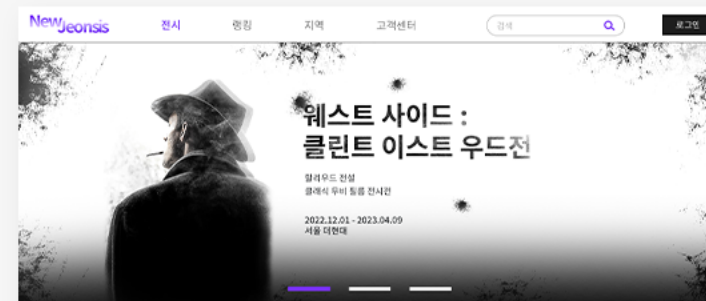 NewJeonsis
전시 랭킹 지역 고객센터 검색 로그인
웨스트 사이드 :
클린트 이스트 우드전
할리우드 전설
클래식 무비 필름 전시전
2022.12.01 - 2023.04.09
서울 더현대